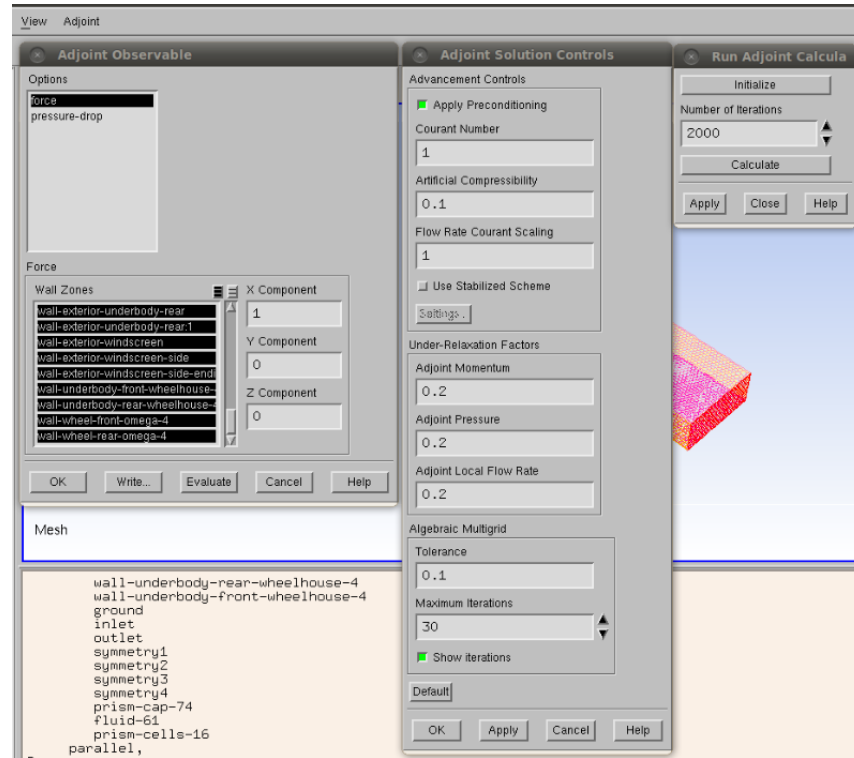 View Adjoint
Adjoint Observable
Options
force
pressure-drop
Force
Wall Zones
wall-exterior-underbody-rear
wall-exterior-underbody-rear:1
wall-exterior-windscreen
wall-exterior-windscreen-side
wall-exterior-windscreen-side-endi
wall-underbody-front-wheelhouse-
wall-underbody-rear-wheelhouse-
wall-wheel-front-omega-4
wall-wheel-rear-omega-4
X Component
1
Y Component
0
Z Component
0
OK Write... Evaluate Cancel Help
Adjoint Solution Controls
Advancement Controls
Apply Preconditioning
Courant Number
1
Artificial Compressibility
0.1
Flow Rate Courant Scaling
1
Use Stabilized Scheme
Settings...
Under-Relaxation Factors
Adjoint Momentum
0.2
Adjoint Pressure
0.2
Adjoint Local Flow Rate
0.2
Algebraic Multigrid
Tolerance
0.1
Maximum Iterations
30
Show iterations
Default
OK Apply Cancel Help
Run Adjoint Calcula
Initialize
Number of Iterations
2000
Calculate
Apply Close Help
Mesh
wall-underbody-rear-wheelhouse-4
wall-underbody-front-wheelhouse-4
ground
inlet
outlet
symmetry1
symmetry2
symmetry3
symmetry4
prism-cap-74
fluid-61
prism-cells-16
parallel,